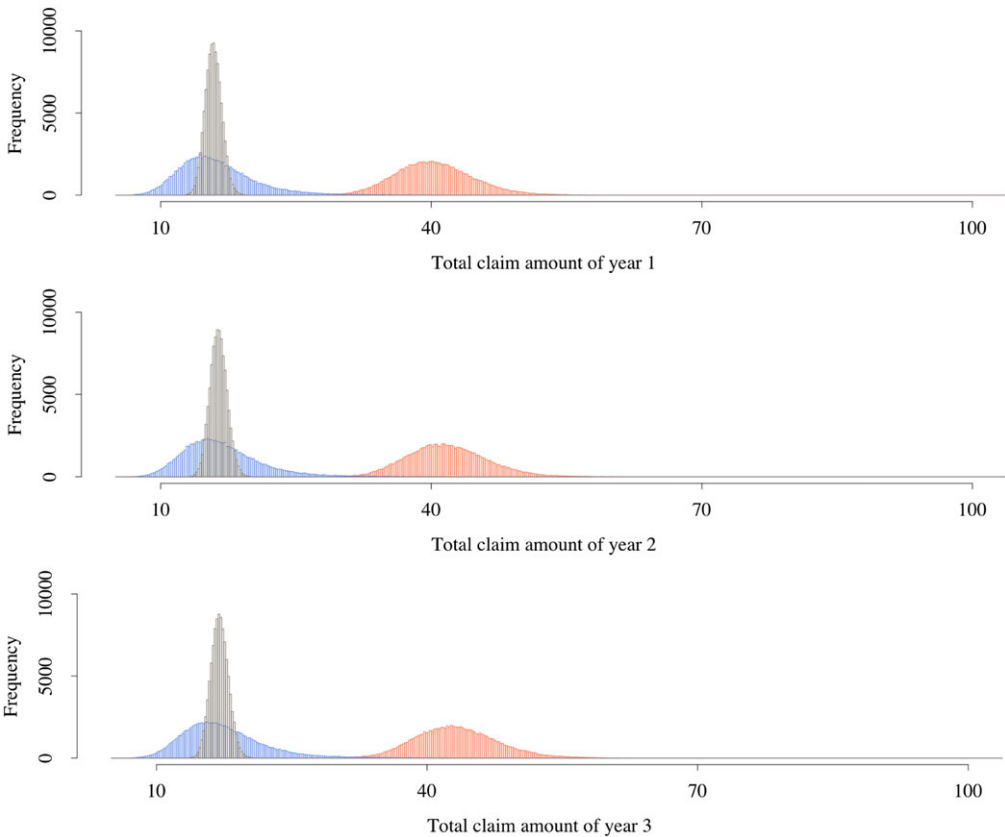 10000
5000
0
Frequency
10 40 70 100
Total claim amount of year 1
10000
5000
0
Frequency
10 40 70 100
Total claim amount of year 2
10000
5000
0
Frequency
10 40 70 100
Total claim amount of year 3